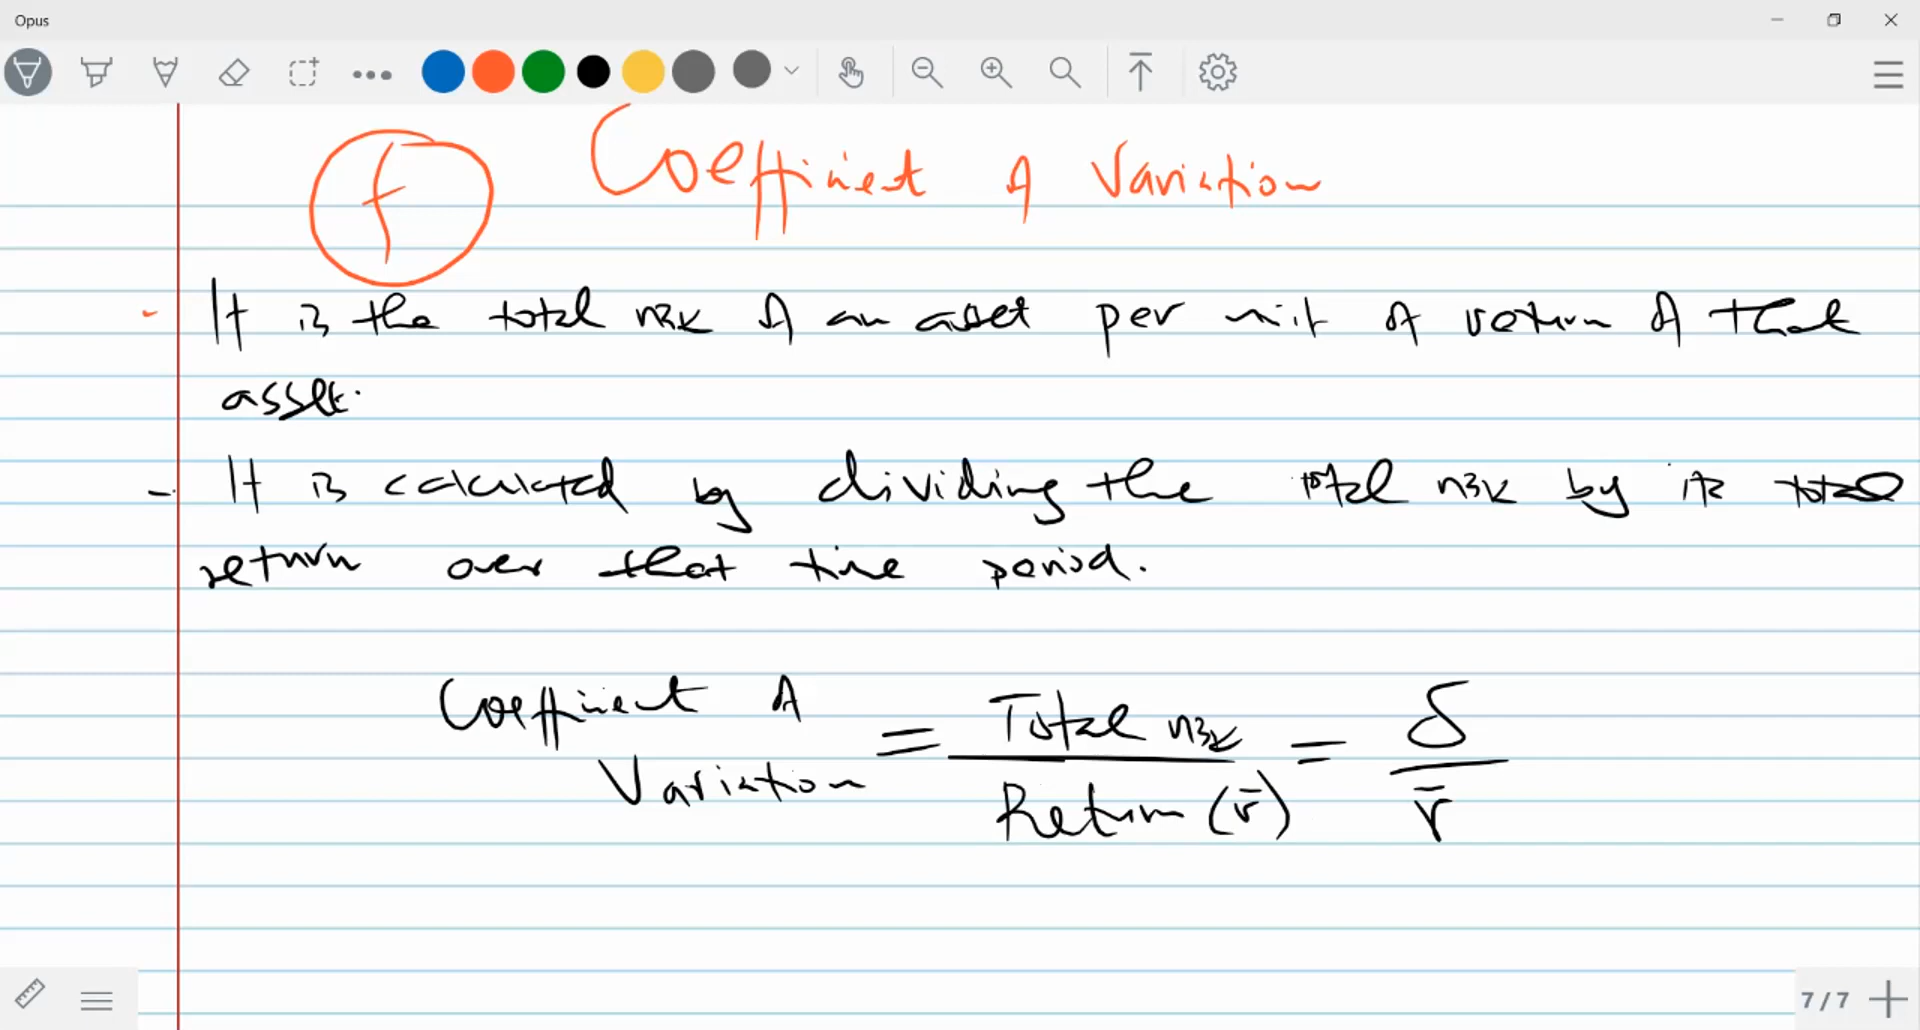 Opus
f Coefficient of Variation
- It is the total risk of an asset per unit of return of that
asset.
- It is calculated by dividing the total risk by its total
return over that time period.
Coefficient of Variation = Total risk / Return (r̄) = δ / r̄
7 / 7